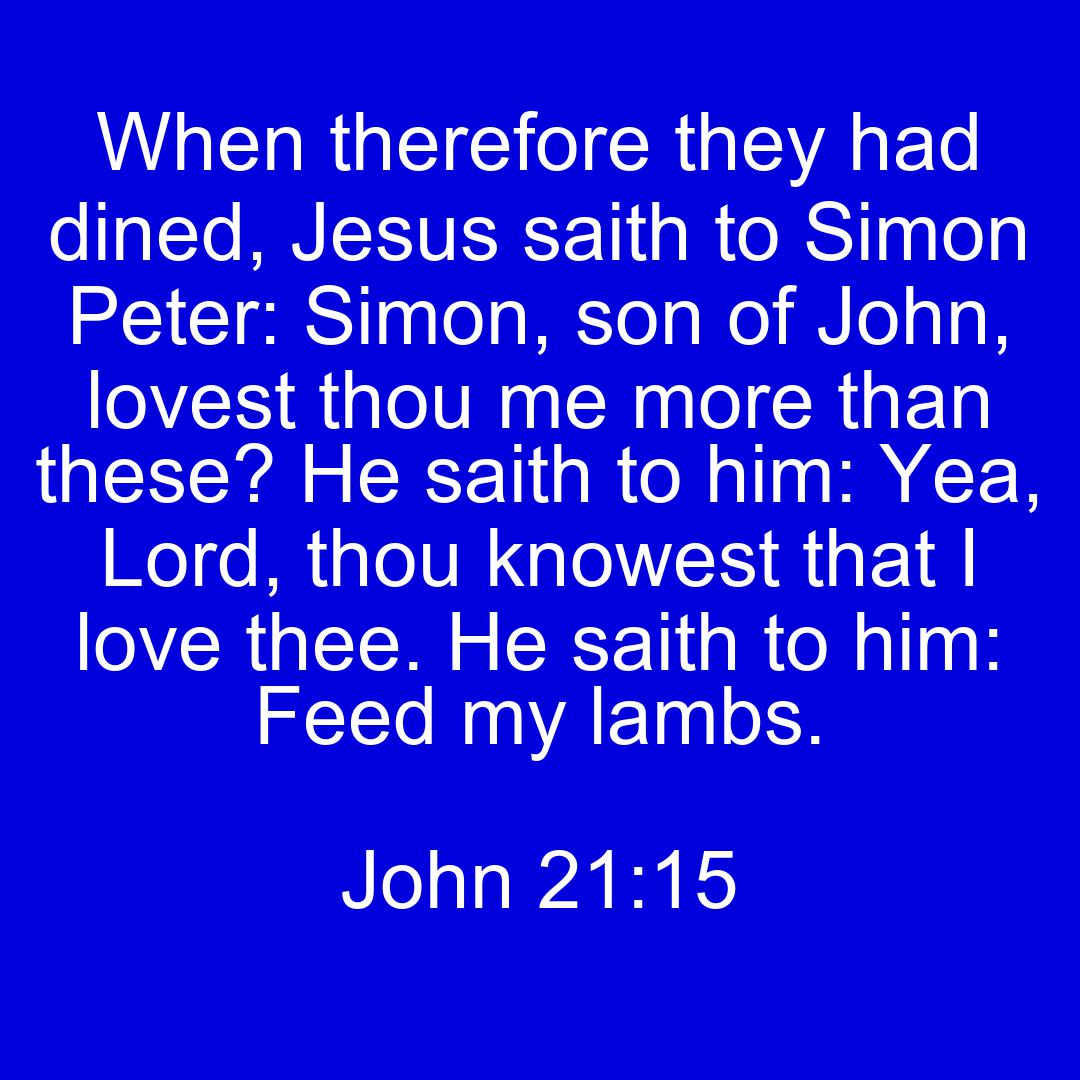 When therefore they had
dined, Jesus saith to Simon
Peter: Simon, son of John,
lovest thou me more than
these? He saith to him: Yea,
Lord, thou knowest that I
love thee. He saith to him:
Feed my lambs.
John 21:15